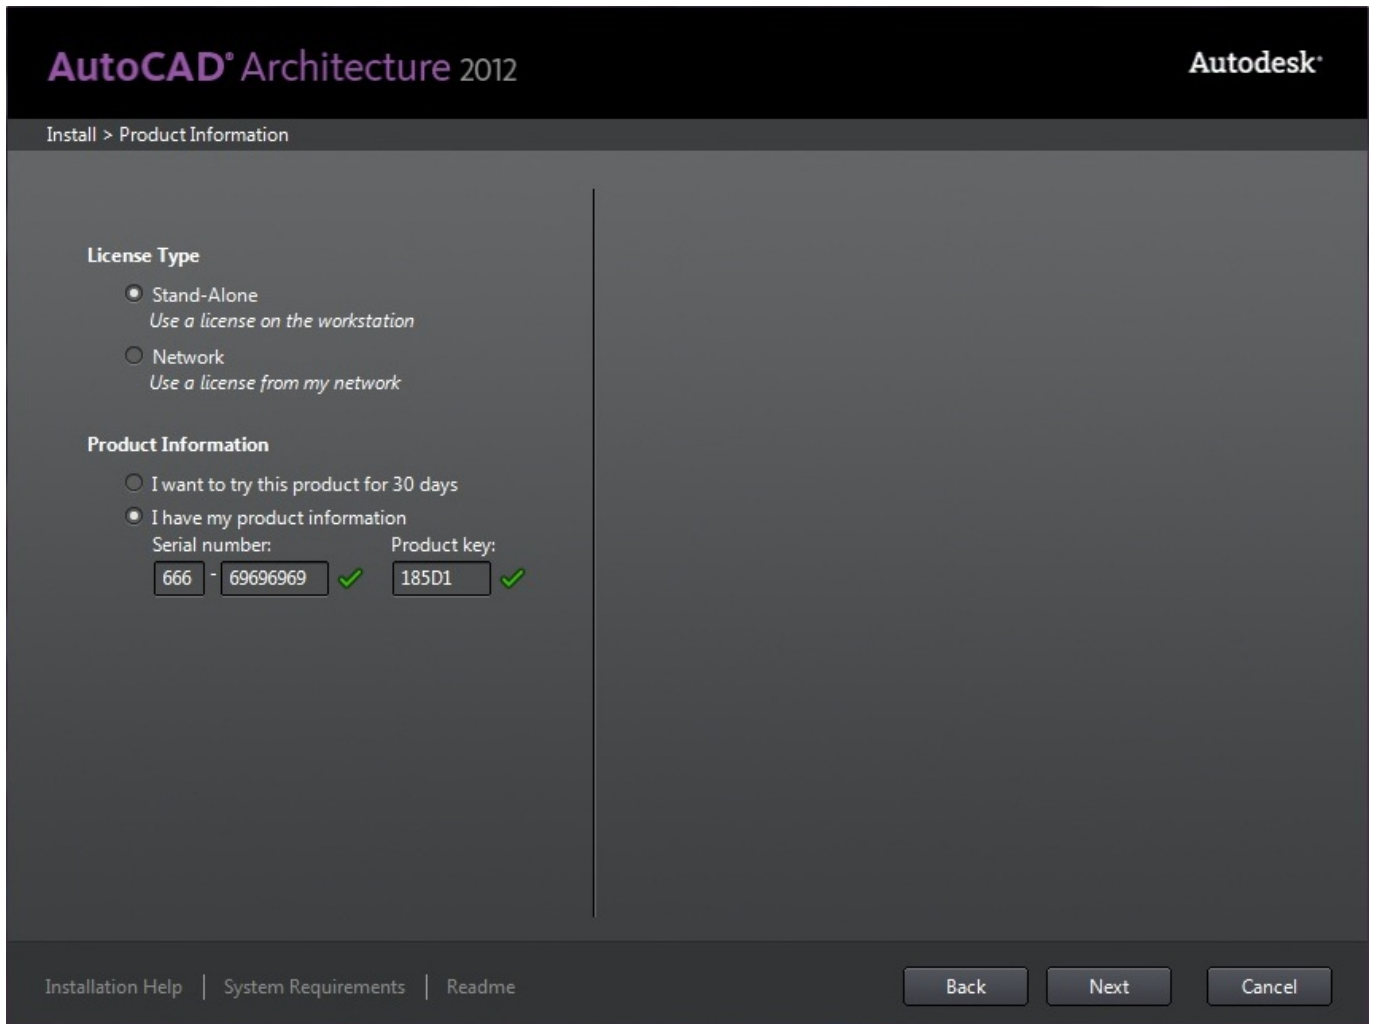 AutoCAD® Architecture 2012
Autodesk®
Install > Product Information
License Type
Stand-Alone
Use a license on the workstation
Network
Use a license from my network
Product Information
I want to try this product for 30 days
I have my product information
Serial number: Product key:
666 - 69696969 185D1
Installation Help | System Requirements | Readme Back Next Cancel